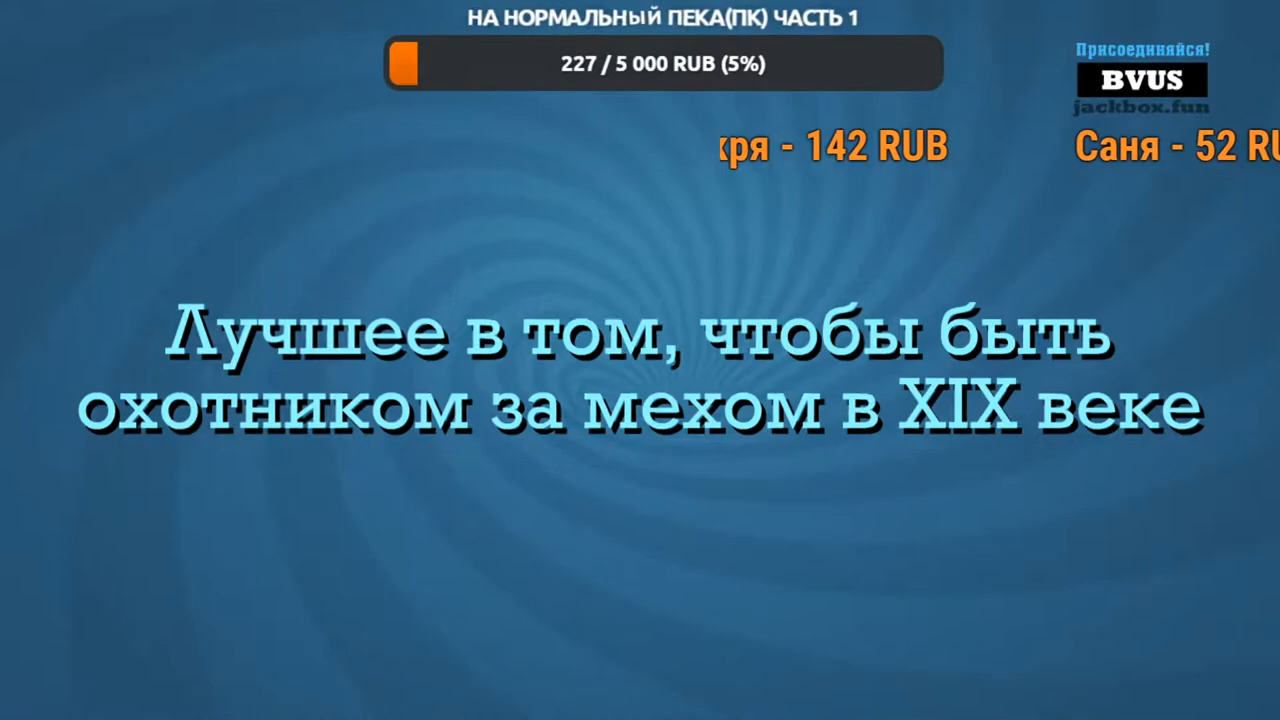 НА НОРМАЛЬНЫЙ ПЕКА(ПК) ЧАСТЬ 1
227 / 5 000 RUB (5%)
Присоединяйся!
BVUS
jackbox.fun
- 142 RUB
Саня - 52
Лучшее в том, чтобы быть
охотником за мехом в XIX веке